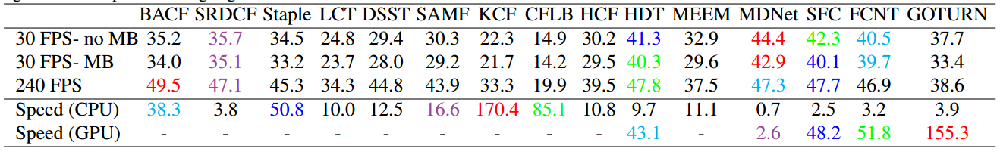 BACF SRDCF Staple LCT DSST SAMF KCF CFLB HCF HDT MEEM MDNet SFC FCNT GOTURN
30 FPS- no MB 35.2 35.7 34.5 24.8 29.4 30.3 22.3 14.9 30.2 41.3 32.9 44.4 42.3 40.5 37.7
30 FPS- MB 34.0 35.1 33.2 23.7 28.0 29.2 21.7 14.2 29.5 40.3 29.6 42.9 40.1 39.7 33.4
240 FPS 49.5 47.1 45.3 34.3 44.8 43.9 33.3 19.9 39.5 47.8 37.5 47.3 47.7 46.9 38.6
Speed (CPU) 38.3 3.8 50.8 10.0 12.5 16.6 170.4 85.1 10.8 9.7 11.1 0.7 2.5 3.2 3.9
Speed (GPU) - - - - - - - - - 43.1 - 2.6 48.2 51.8 155.3